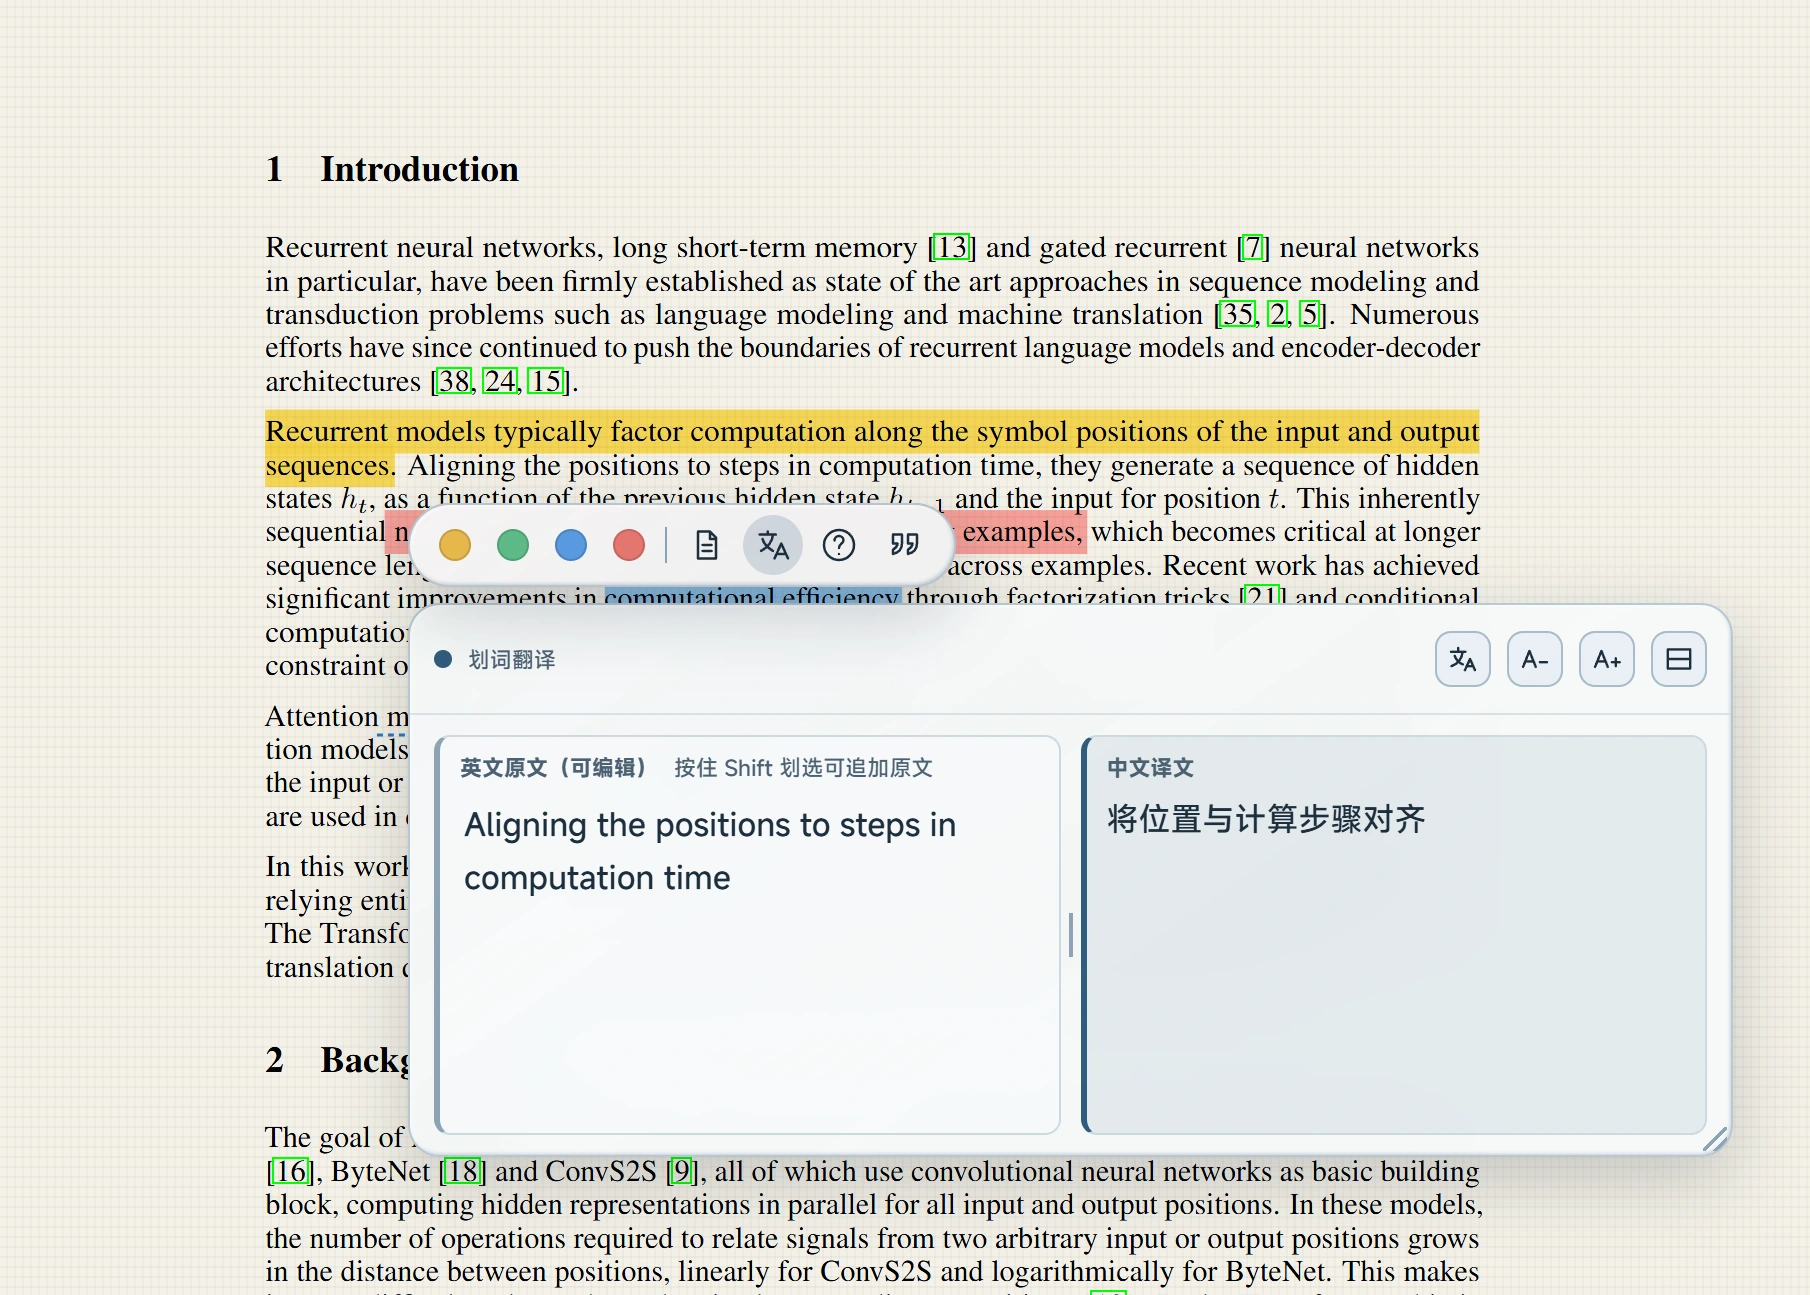 1 Introduction
Recurrent neural networks, long short-term memory [13] and gated recurrent [7] neural networks
in particular, have been firmly established as state of the art approaches in sequence modeling and
transduction problems such as language modeling and machine translation [35, 2, 5]. Numerous
efforts have since continued to push the boundaries of recurrent language models and encoder-decoder
architectures [38, 24, 15].
Recurrent models typically factor computation along the symbol positions of the input and output
sequences. Aligning the positions to steps in computation time, they generate a sequence of hidden
states ht, as a function of the previous hidden state and the input for position t. This inherently
sequential examples, which becomes critical at longer
sequence across examples. Recent work has achieved
significant improvements in computational efficiency through factorization tricks [21] and conditional
constraint
划词翻译
文A A- A+
英文原文（可编辑） 按住 Shift 划选可追加原文
Aligning the positions to steps in
computation time
中文译文
将位置与计算步骤对齐
Attention
tion models
the input or
are used in
In this
relying
The
translation
2
The goal of
[16], ByteNet [18] and ConvS2S [9], all of which use convolutional neural networks as basic building
block, computing hidden representations in parallel for all input and output positions. In these models,
the number of operations required to relate signals from two arbitrary input or output positions grows
in the distance between positions, linearly for ConvS2S and logarithmically for ByteNet. This makes